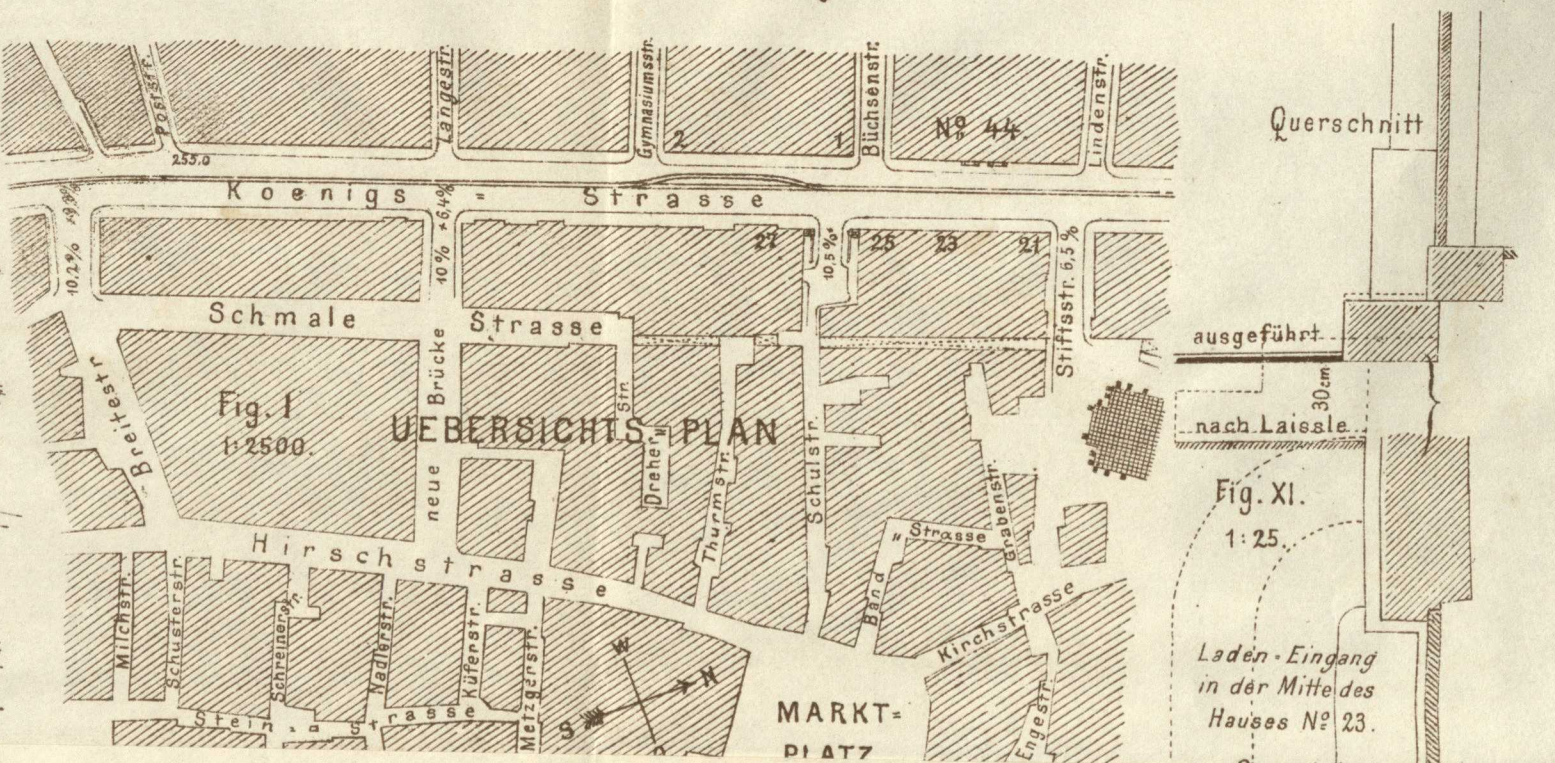 Poststr.
Langestr.
Gymnasiumsstr.
Büchsenstr.
Lindenstr.
2
1
No 44.
255.0
Koenigs = Strasse
10,2%
10% +6,4%
27
10,5%
25
23
21
Stiftsstr. 6,5%
Schmale Strasse
Breitestr
neue Brücke
Str.
Dreher
Thurmstr.
Schulstr.
Fig. I
1:2500.
UEBERSICHTS=PLAN
Grabenstr.
Band
" Strasse
Hirschstrasse
Kirchstrasse
Milchstr.
Schusterstr.
Schreinerstr.
Nadlerstr.
Küferstr.
Metzgerstr.
Stein = Strasse
W
N
S
MARKT=
PLATZ
Engestr.
Querschnitt
ausgeführt
30cm
nach Laissle
Fig. XI.
1:25.
Laden-Eingang
in der Mitte des
Hauses No 23.